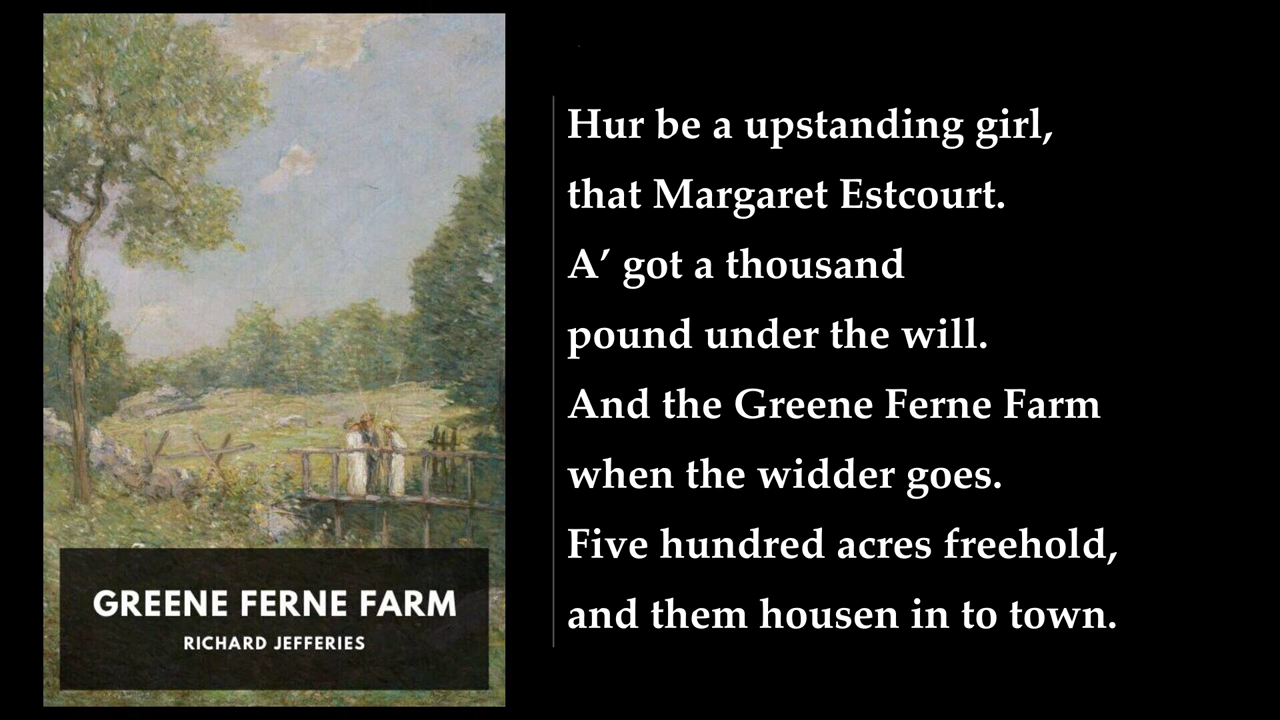 GREENE FERNE FARM
RICHARD JEFFERIES
Hur be a upstanding girl,
that Margaret Estcourt.
A′ got a thousand
pound under the will.
And the Greene Ferne Farm
when the widder goes.
Five hundred acres freehold,
and them housen in to town.